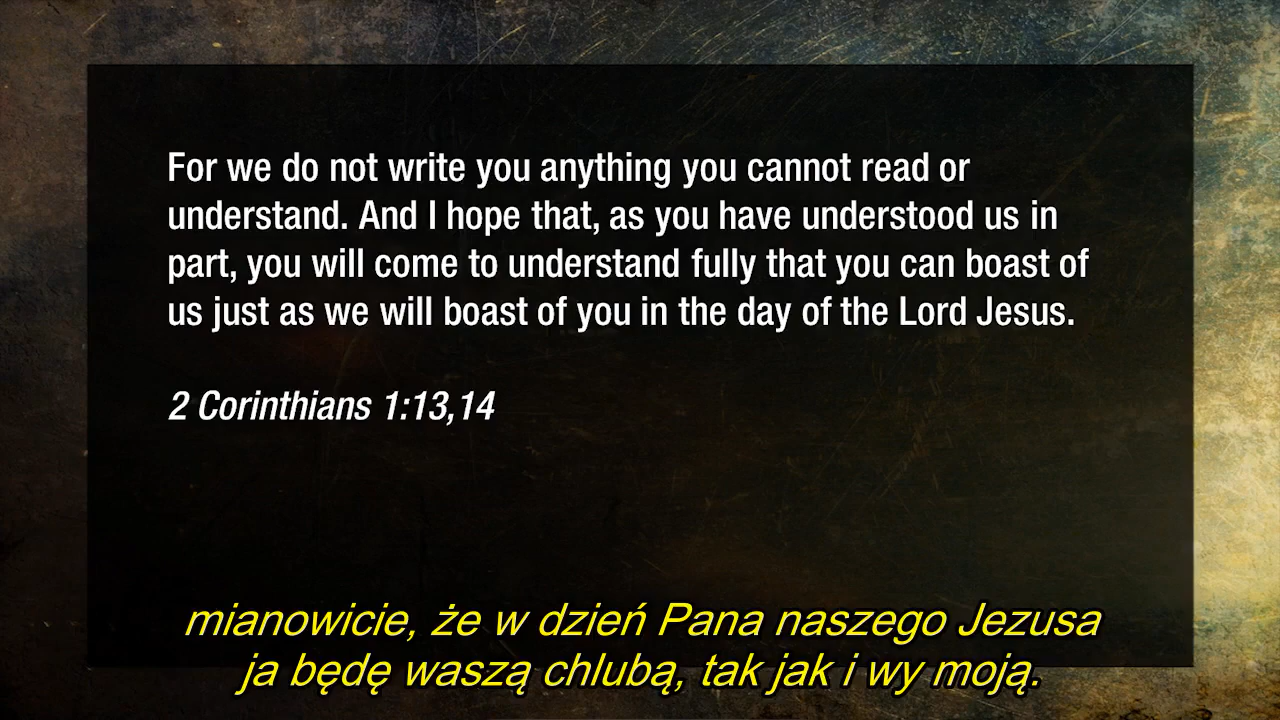 For we do not write you anything you cannot read or
understand. And I hope that, as you have understood us in
part, you will come to understand fully that you can boast of
us just as we will boast of you in the day of the Lord Jesus.
2 Corinthians 1:13,14
mianowicie, że w dzień Pana naszego Jezusa
ja będę waszą chlubą, tak jak i wy moją.